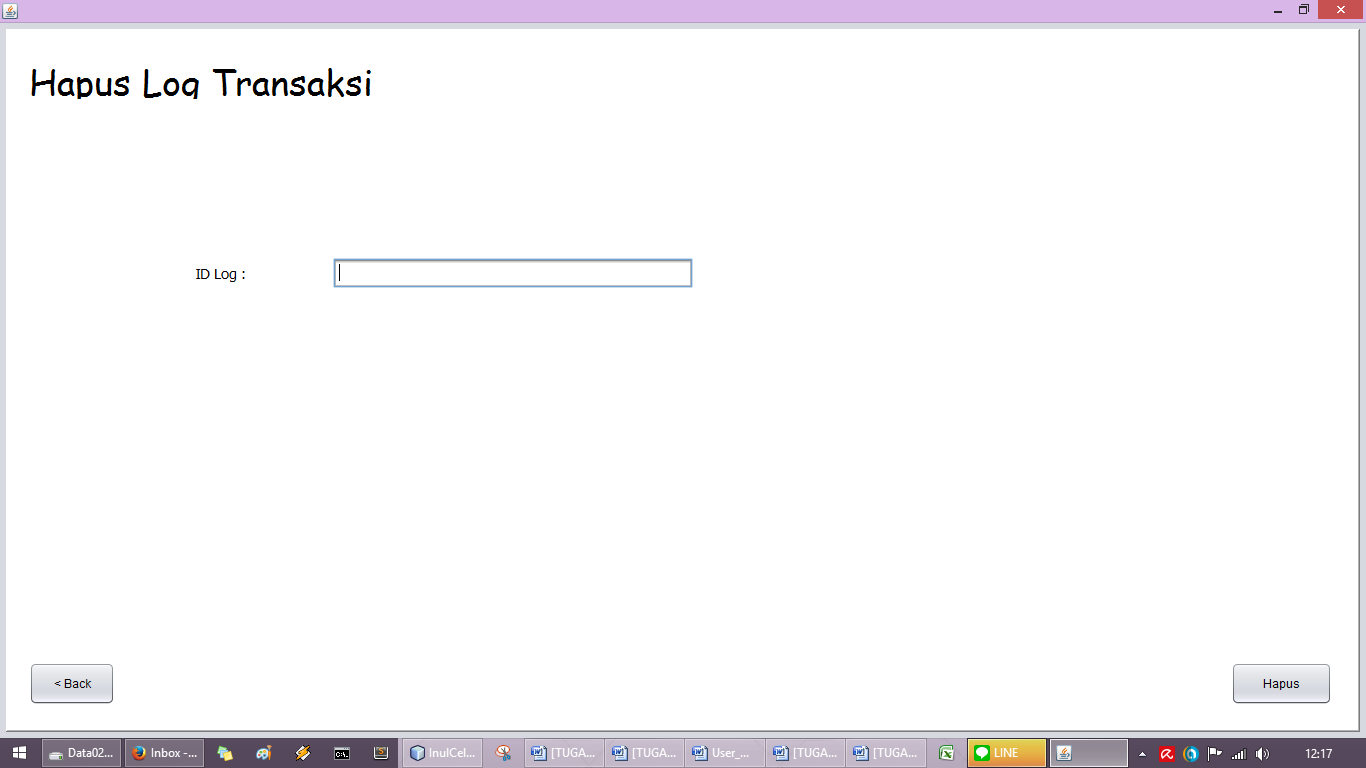 Hapus Log Transaksi
ID Log :
< Back
Hapus
Data02...
Inbox -...
C:\.
S
InulCel...
[TUGA...
[TUGA...
User_...
[TUGA...
[TUGA...
LINE
12:17